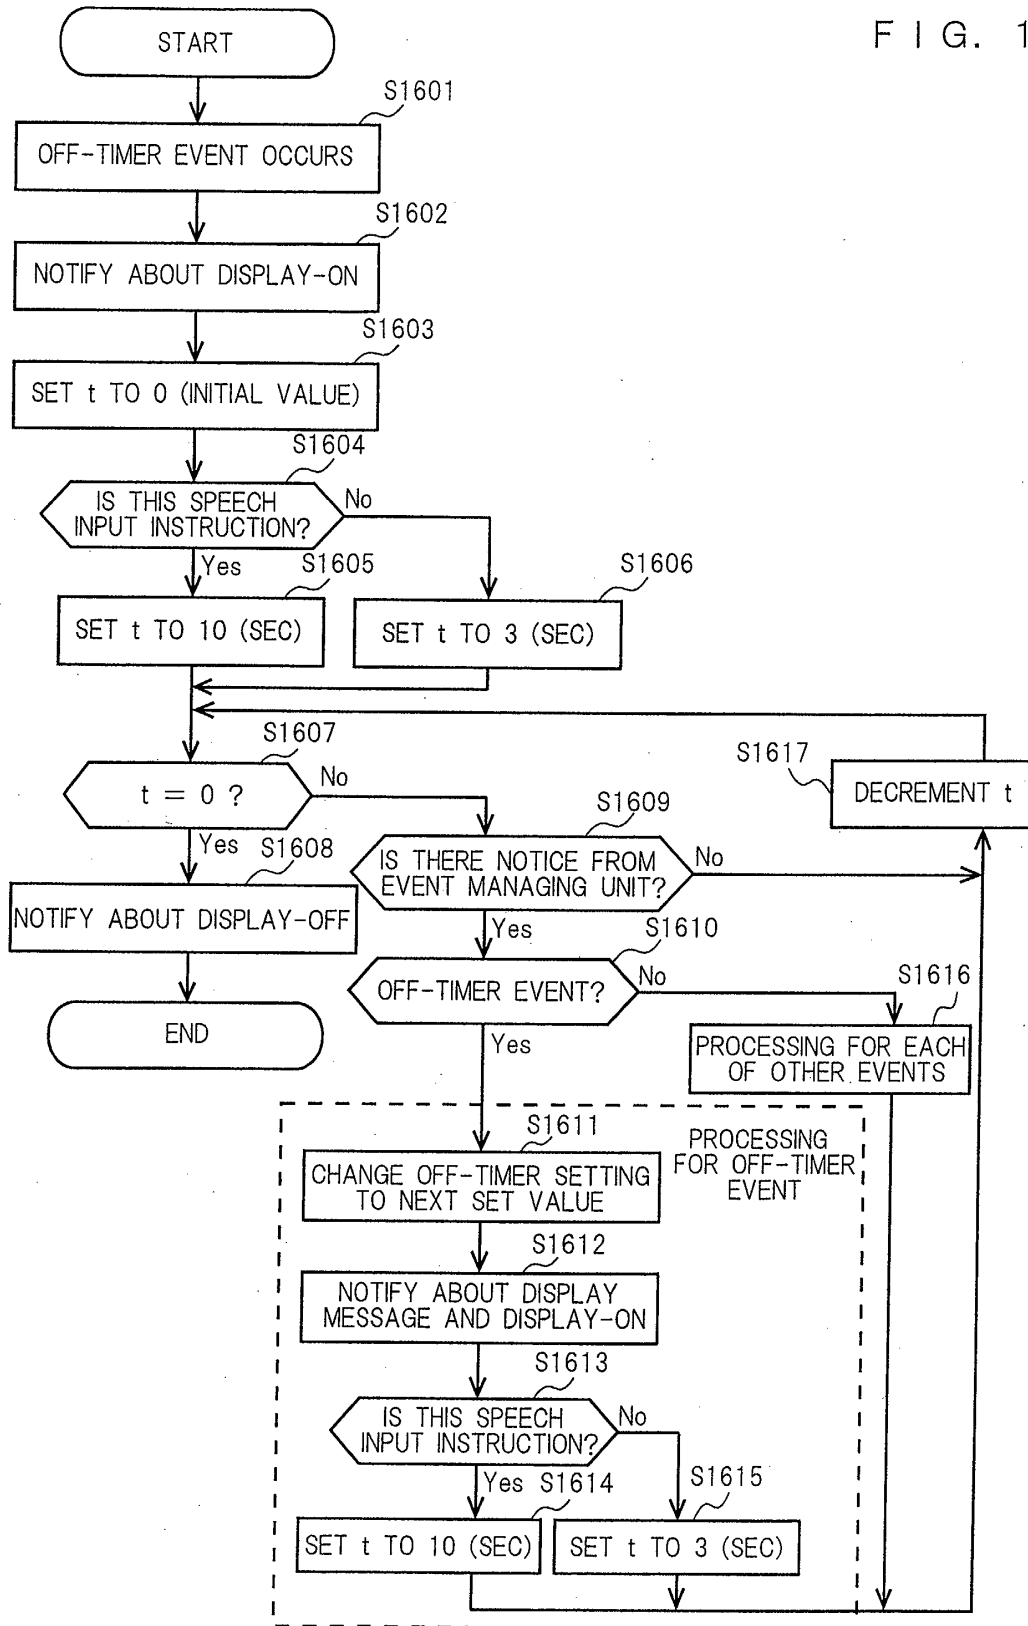 FIG. 1
START
S1601
OFF-TIMER EVENT OCCURS
S1602
NOTIFY ABOUT DISPLAY-ON
S1603
SET t TO 0 (INITIAL VALUE)
S1604
IS THIS SPEECH
INPUT INSTRUCTION?
No
Yes
S1605
S1606
SET t TO 10 (SEC)
SET t TO 3 (SEC)
S1607
t = 0 ?
No
Yes
S1617
DECREMENT t
S1608
NOTIFY ABOUT DISPLAY-OFF
END
S1609
IS THERE NOTICE FROM
EVENT MANAGING UNIT?
No
Yes
S1610
OFF-TIMER EVENT?
No
Yes
S1616
PROCESSING FOR EACH
OF OTHER EVENTS
PROCESSING
FOR OFF-TIMER
EVENT
S1611
CHANGE OFF-TIMER SETTING
TO NEXT SET VALUE
S1612
NOTIFY ABOUT DISPLAY
MESSAGE AND DISPLAY-ON
S1613
IS THIS SPEECH
INPUT INSTRUCTION?
No
Yes
S1614
S1615
SET t TO 10 (SEC)
SET t TO 3 (SEC)